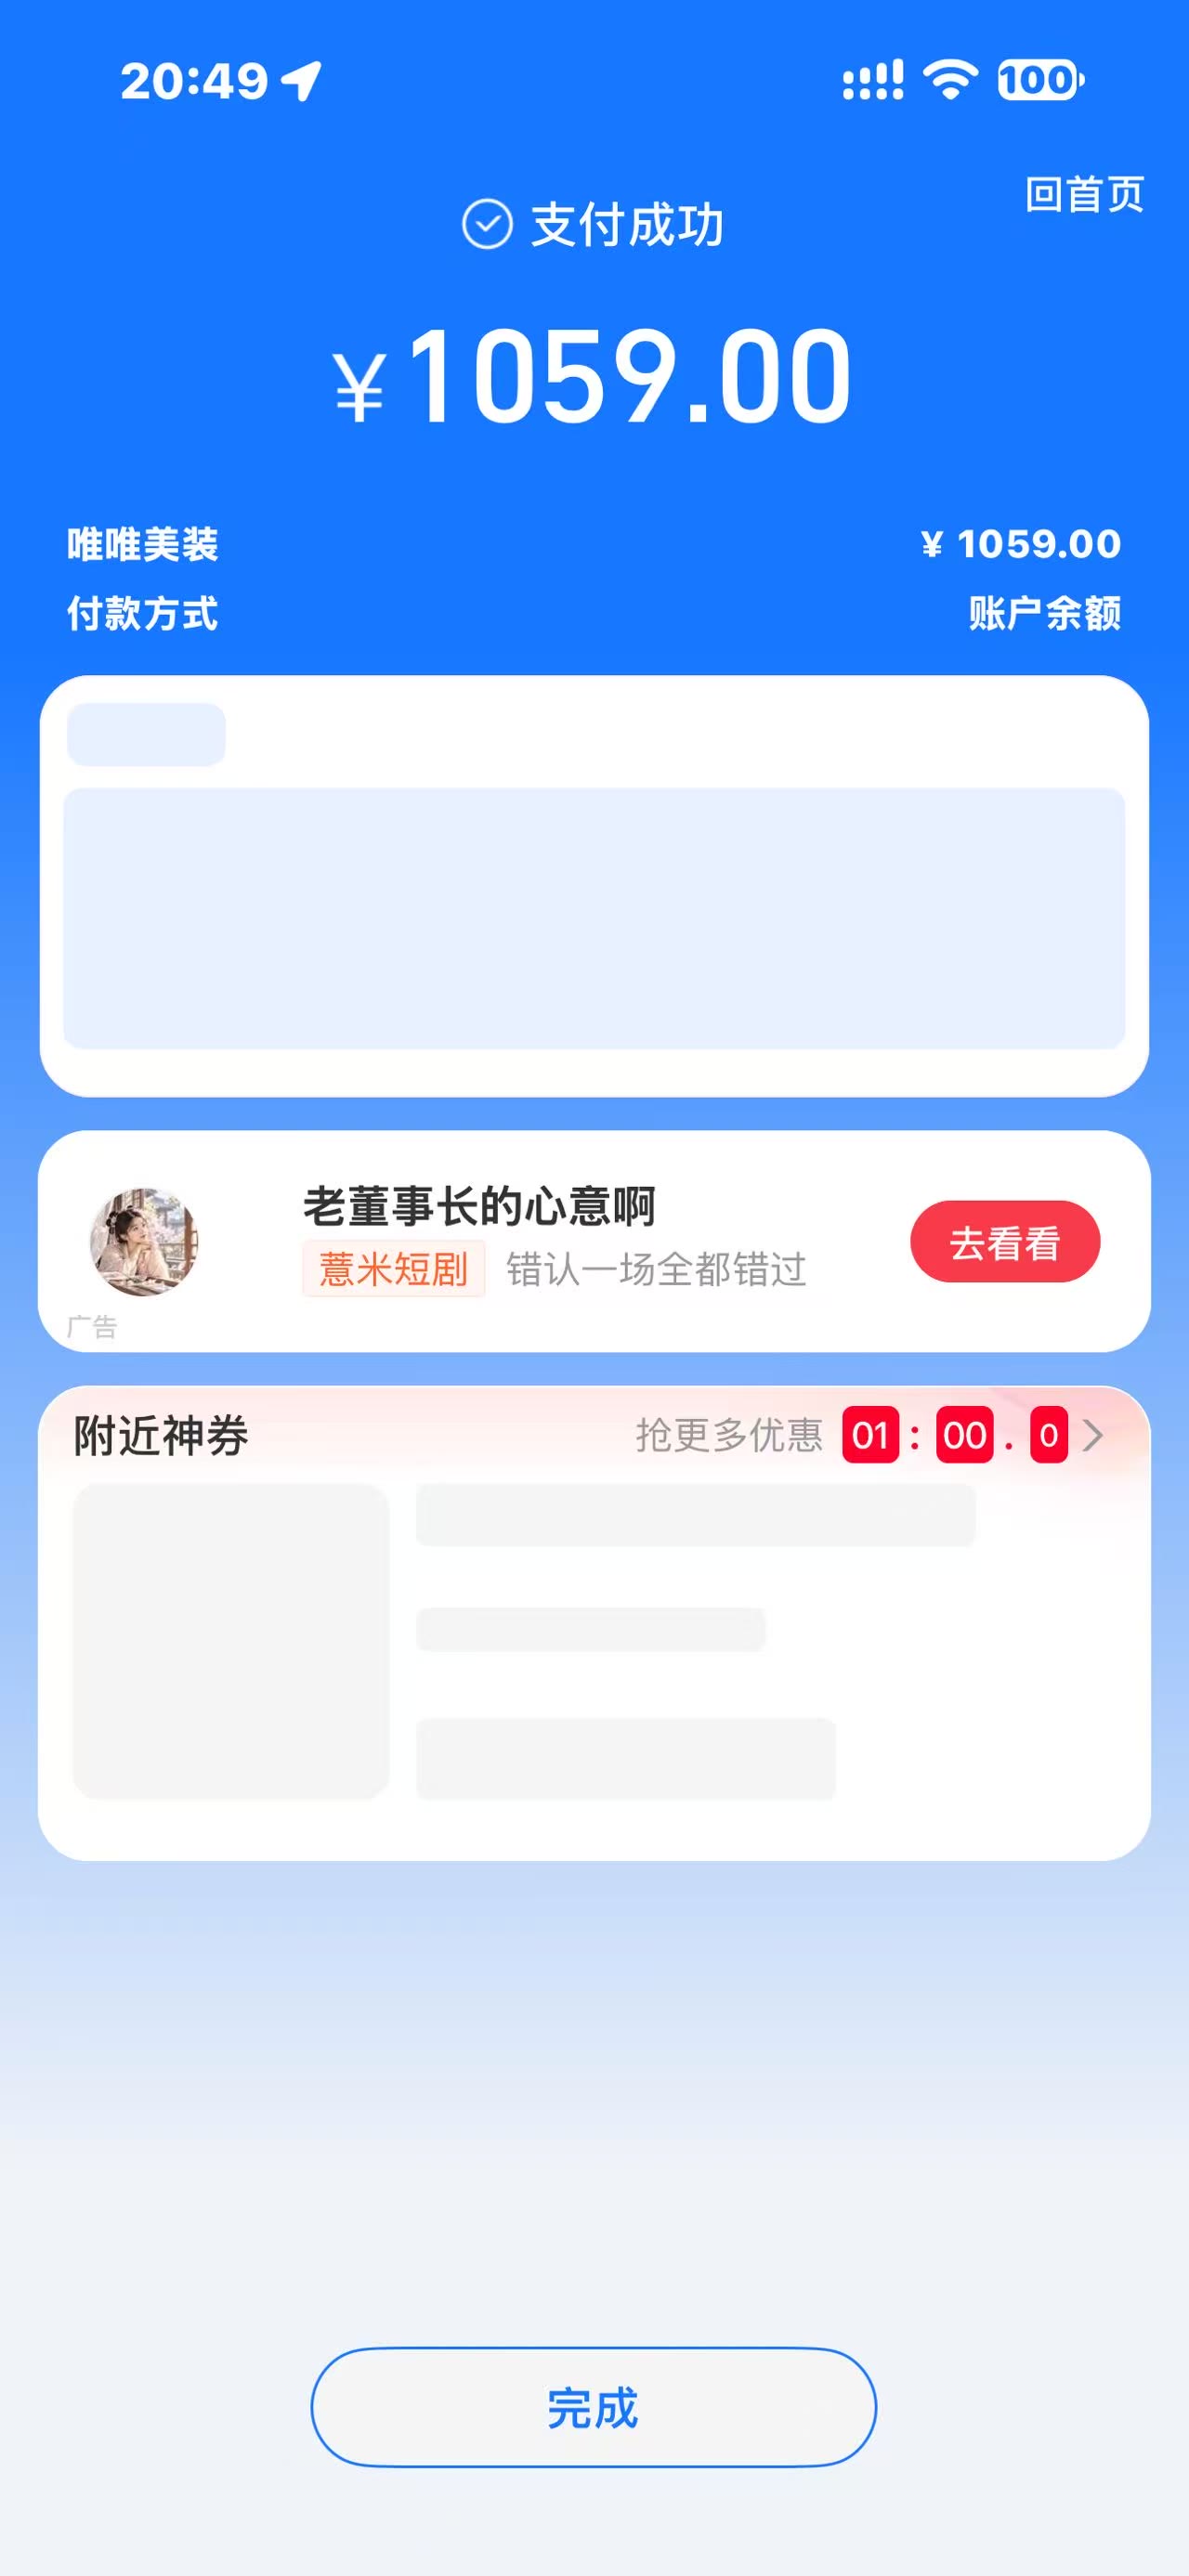 20:49
100
回首页
支付成功
¥1059.00
唯唯美装 ¥ 1059.00
付款方式 账户余额
老董事长的心意啊
薏米短剧 错认一场全都错过
去看看
广告
附近神券 抢更多优惠 01:00.0
完成